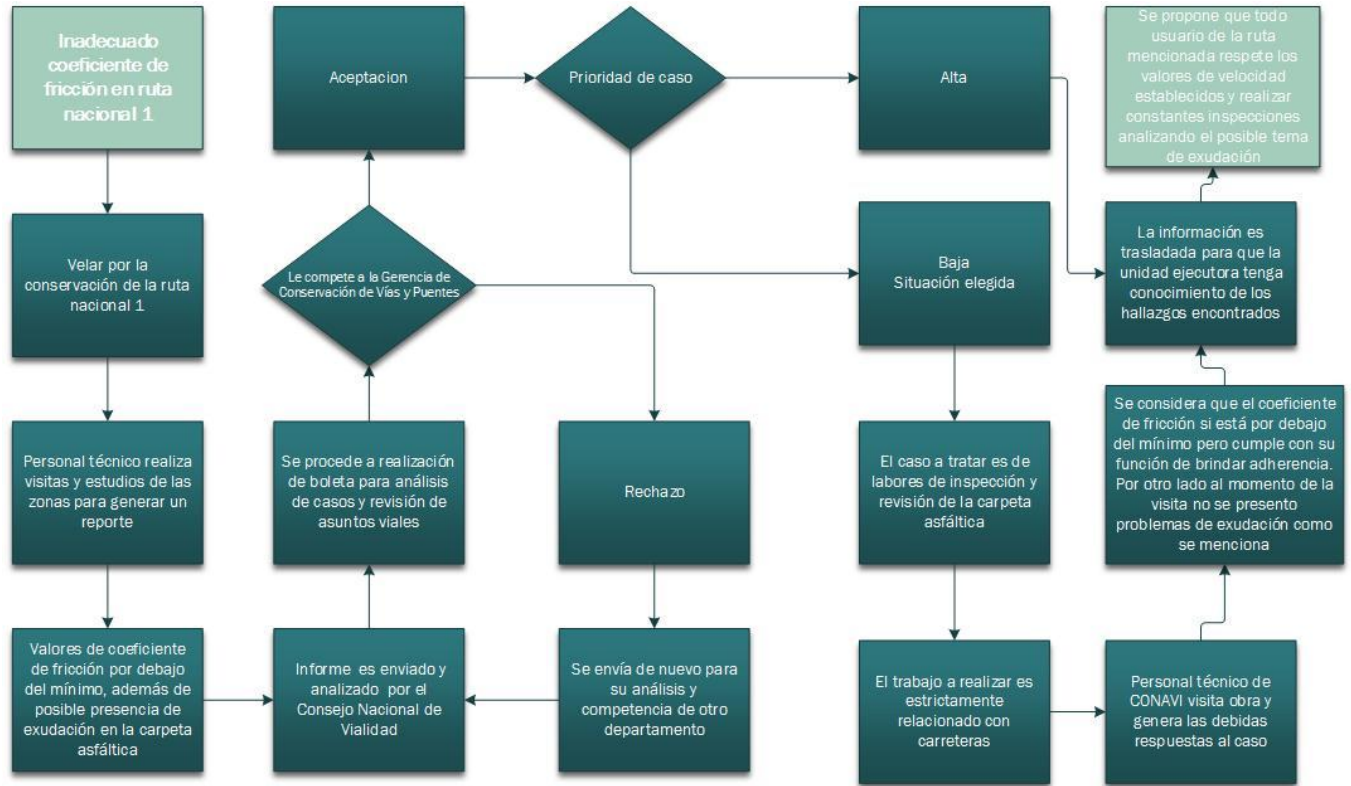 Inadecuado
coeficiente de
fricción en ruta
nacional 1
Velar por la
conservación de la ruta
nacional 1
Personal técnico realiza
visitas y estudios de las
zonas para generar un
reporte
Valores de coeficiente
de fricción por debajo
del mínimo, además de
posible presencia de
exudación en la carpeta
asfáltica
Informe es enviado y
analizado por el
Consejo Nacional de
Vialidad
Se procede a realización
de boleta para análisis
de casos y revisión de
asuntos viales
Le compete a la Gerencia de
Conservación de Vías y Puentes
Aceptacion
Rechazo
Se envía de nuevo para
su análisis y
competencia de otro
departamento
Prioridad de caso
Alta
Baja
Situación elegida
El caso a tratar es de
labores de inspección y
revisión de la carpeta
asfáltica
El trabajo a realizar es
estrictamente
relacionado con
carreteras
Personal técnico de
CONAVI visita obra y
genera las debidas
respuestas al caso
Se considera que el coeficiente
de fricción si está por debajo
del mínimo pero cumple con su
función de brindar adherencia.
Por otro lado al momento de la
visita no se presento
problemas de exudación como
se menciona
La información es
trasladada para que la
unidad ejecutora tenga
conocimiento de los
hallazgos encontrados
Se propone que todo
usuario de la ruta
mencionada respete los
valores de velocidad
establecidos y realizar
constantes inspecciones
analizando el posible tema
de exudación